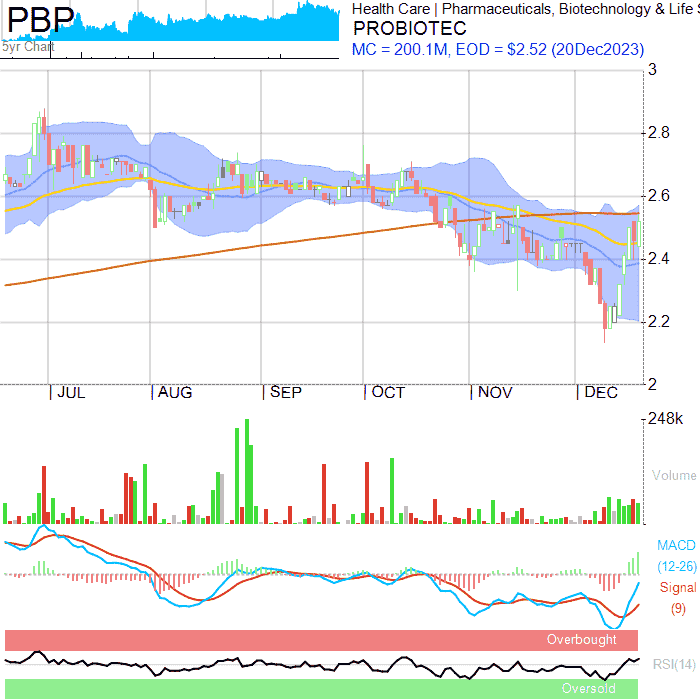 PBP
5yr Chart
Health Care | Pharmaceuticals, Biotechnology & Life S
PROBIOTEC
MC = 200.1M, EOD = $2.52 (20Dec2023)
3
2.8
2.6
2.4
2.2
2
JUL AUG SEP OCT NOV DEC
248k
Volume
MACD
(12-26)
Signal
(9)
Overbought
RSI(14)
Oversold